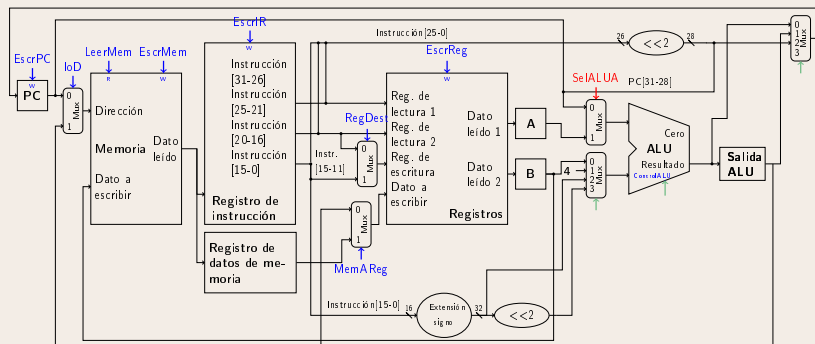 EscrPC
W
PC
IoD
0
Mux
1
LeerMem
EscrMem
R
W
Dirección
Memoria
Dato
leído
Dato a
escribir
EscrIR
W
Instrucción
[31-26]
Instrucción
[25-21]
Instrucción
[20-16]
Instrucción
[15-0]
Registro de
instrucción
Registro de
datos de me-
moria
Instrucción[25-0]
Instr.
[15-11]
RegDest
0
Mux
1
0
Mux
1
MemAReg
EscrReg
W
Reg. de
lectura 1
Reg. de
lectura 2
Reg. de
escritura
Dato a
escribir
Dato
leído 1
Dato
leído 2
Registros
A
B
4
SelALUA
0
Mux
1
0
1
2
3
Mux
26
<<2
28
PC[31-28]
Cero
ALU
Resultado
ControlALU
Salida
ALU
0
1
2
3
Mux
Instrucción[15-0]
16
Extensión
signo
32
<<2